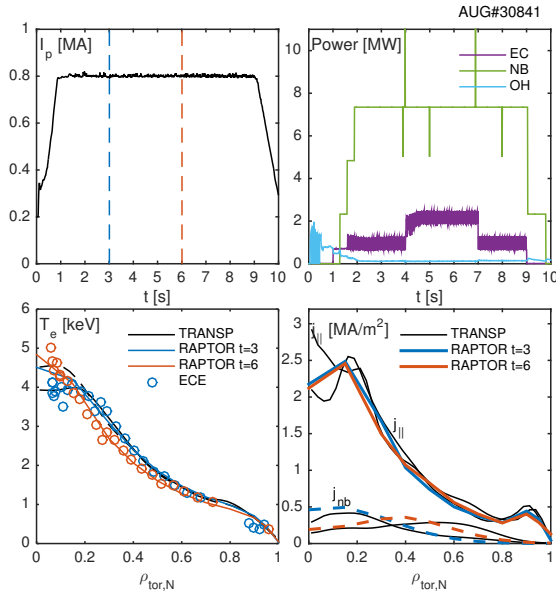 AUG#30841
I_p [MA]
1
0.8
0.6
0.4
0.2
0
0 1 2 3 4 5 6 7 8 9 10
t [s]
Power [MW]
EC
NB
OH
10
8
6
4
2
0
0 2 4 6 8 10
t [s]
T_e [keV]
TRANSP
RAPTOR t=3
RAPTOR t=6
ECE
6
5
4
3
2
1
0
0 0.2 0.4 0.6 0.8 1
ρ_tor,N
j_|| [MA/m²]
TRANSP
RAPTOR t=3
RAPTOR t=6
j_||
j_nb
3
2.5
2
1.5
1
0.5
0
0 0.2 0.4 0.6 0.8 1
ρ_tor,N